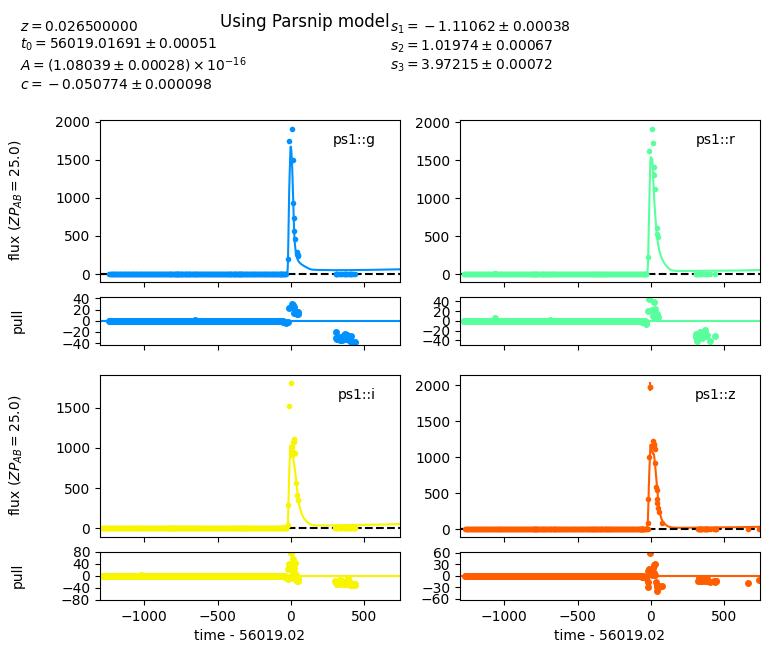 Using Parsnip model
z = 0.026500000
t₀ = 56019.01691 ± 0.00051
A = (1.08039 ± 0.00028) × 10⁻¹⁶
c = −0.050774 ± 0.000098
s₁ = −1.11062 ± 0.00038
s₂ = 1.01974 ± 0.00067
s₃ = 3.97215 ± 0.00072
flux (ZP_AB = 25.0)
2000
1500
1000
500
0
ps1::g
2000
1500
1000
500
0
ps1::r
pull
40
20
0
−20
−40
40
20
0
−20
−40
flux (ZP_AB = 25.0)
1500
1000
500
0
ps1::i
2000
1500
1000
500
0
ps1::z
pull
80
40
0
−40
−80
60
30
0
−30
−60
−1000 −500 0 500
time - 56019.02
−1000 −500 0 500
time - 56019.02